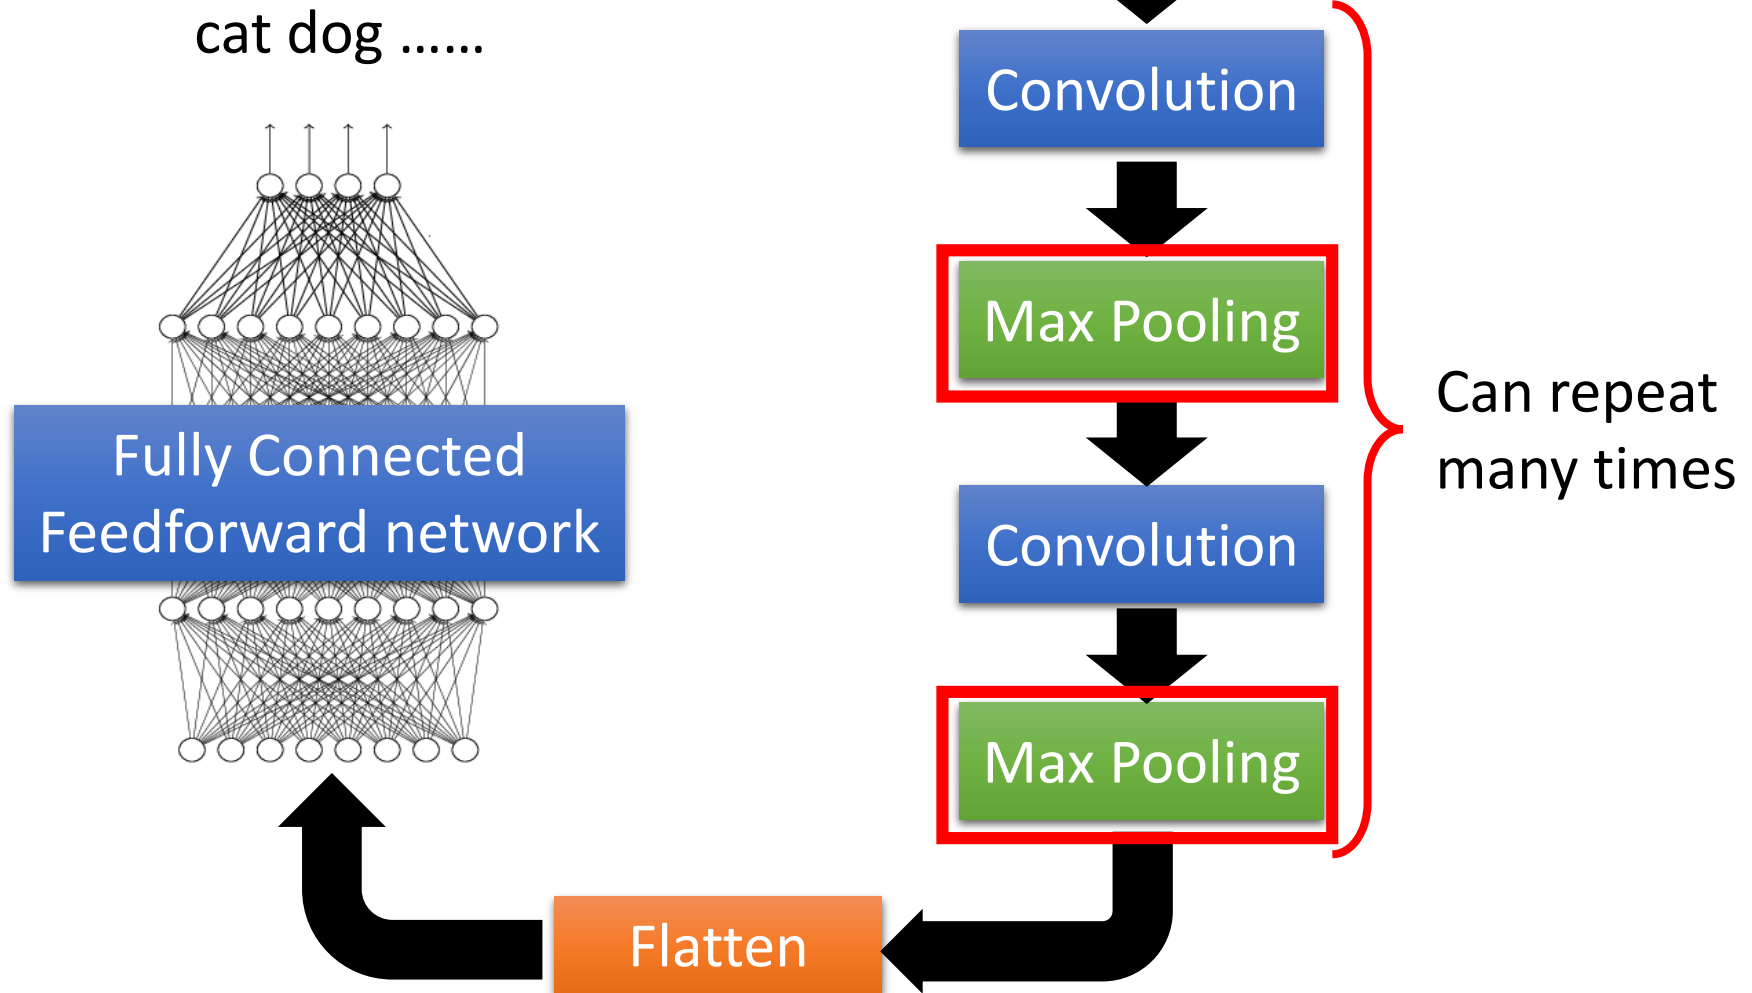 cat dog ......
Convolution
Max Pooling
Can repeat
many times
Fully Connected
Feedforward network
Convolution
Max Pooling
Flatten